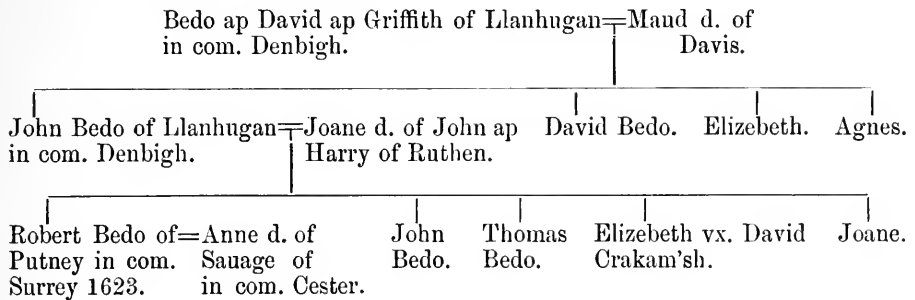 Bedo ap David ap Griffith of Llanhugan=Maud d. of
in com. Denbigh. Davis.
John Bedo of Llanhugan=Joane d. of John ap David Bedo. Elizebeth. Agnes.
in com. Denbigh. Harry of Ruthen.
Robert Bedo of=Anne d. of John Thomas Elizebeth vx. David Joane.
Putney in com. Sauage of Bedo. Bedo. Crakam'sh.
Surrey 1623. in com. Cester.